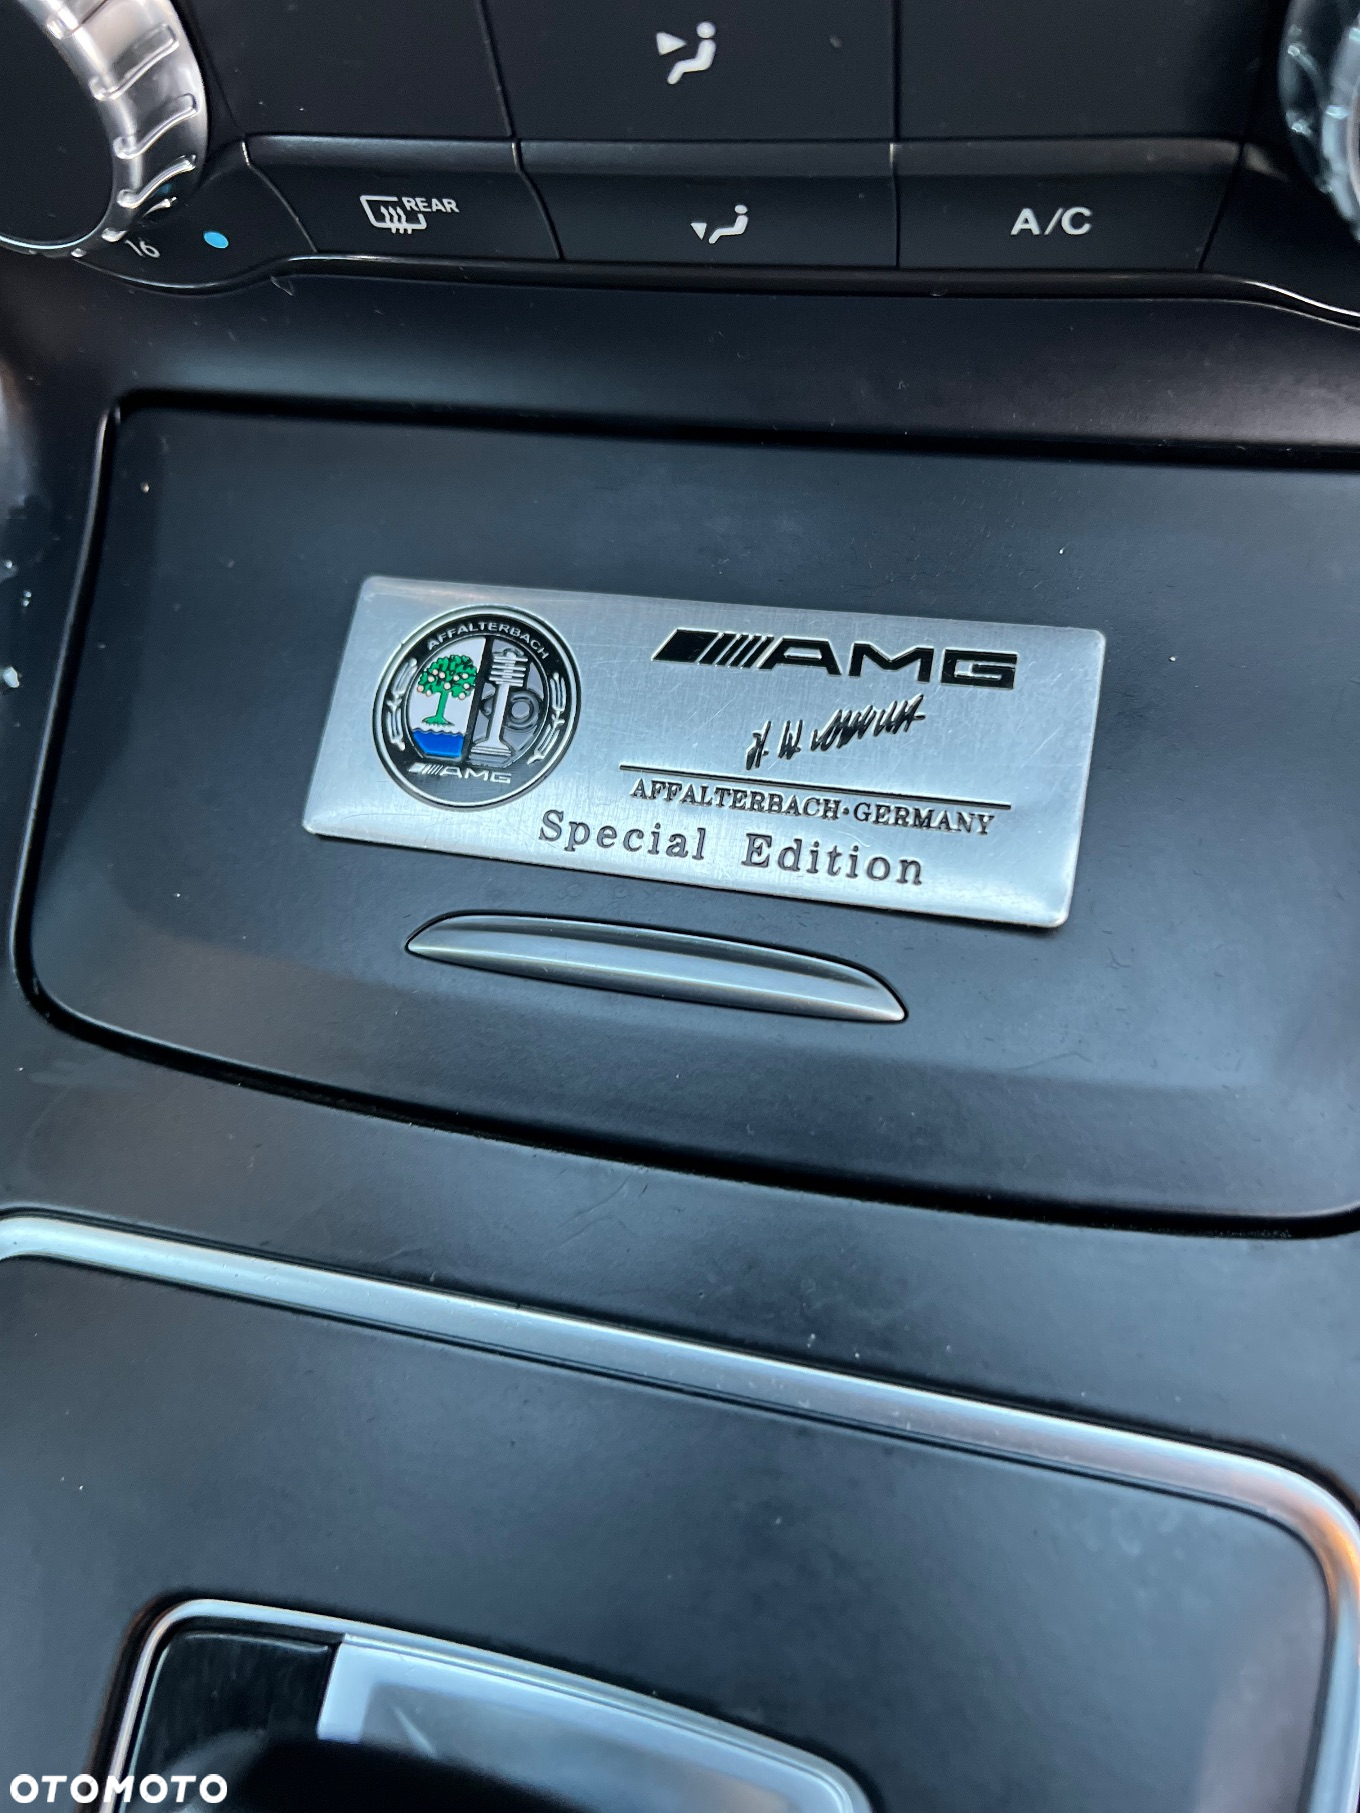 REAR
A/C
16
AFFALTERBACH
AMG
AMG
AFFALTERBACH·GERMANY
Special Edition
OTOMOTO